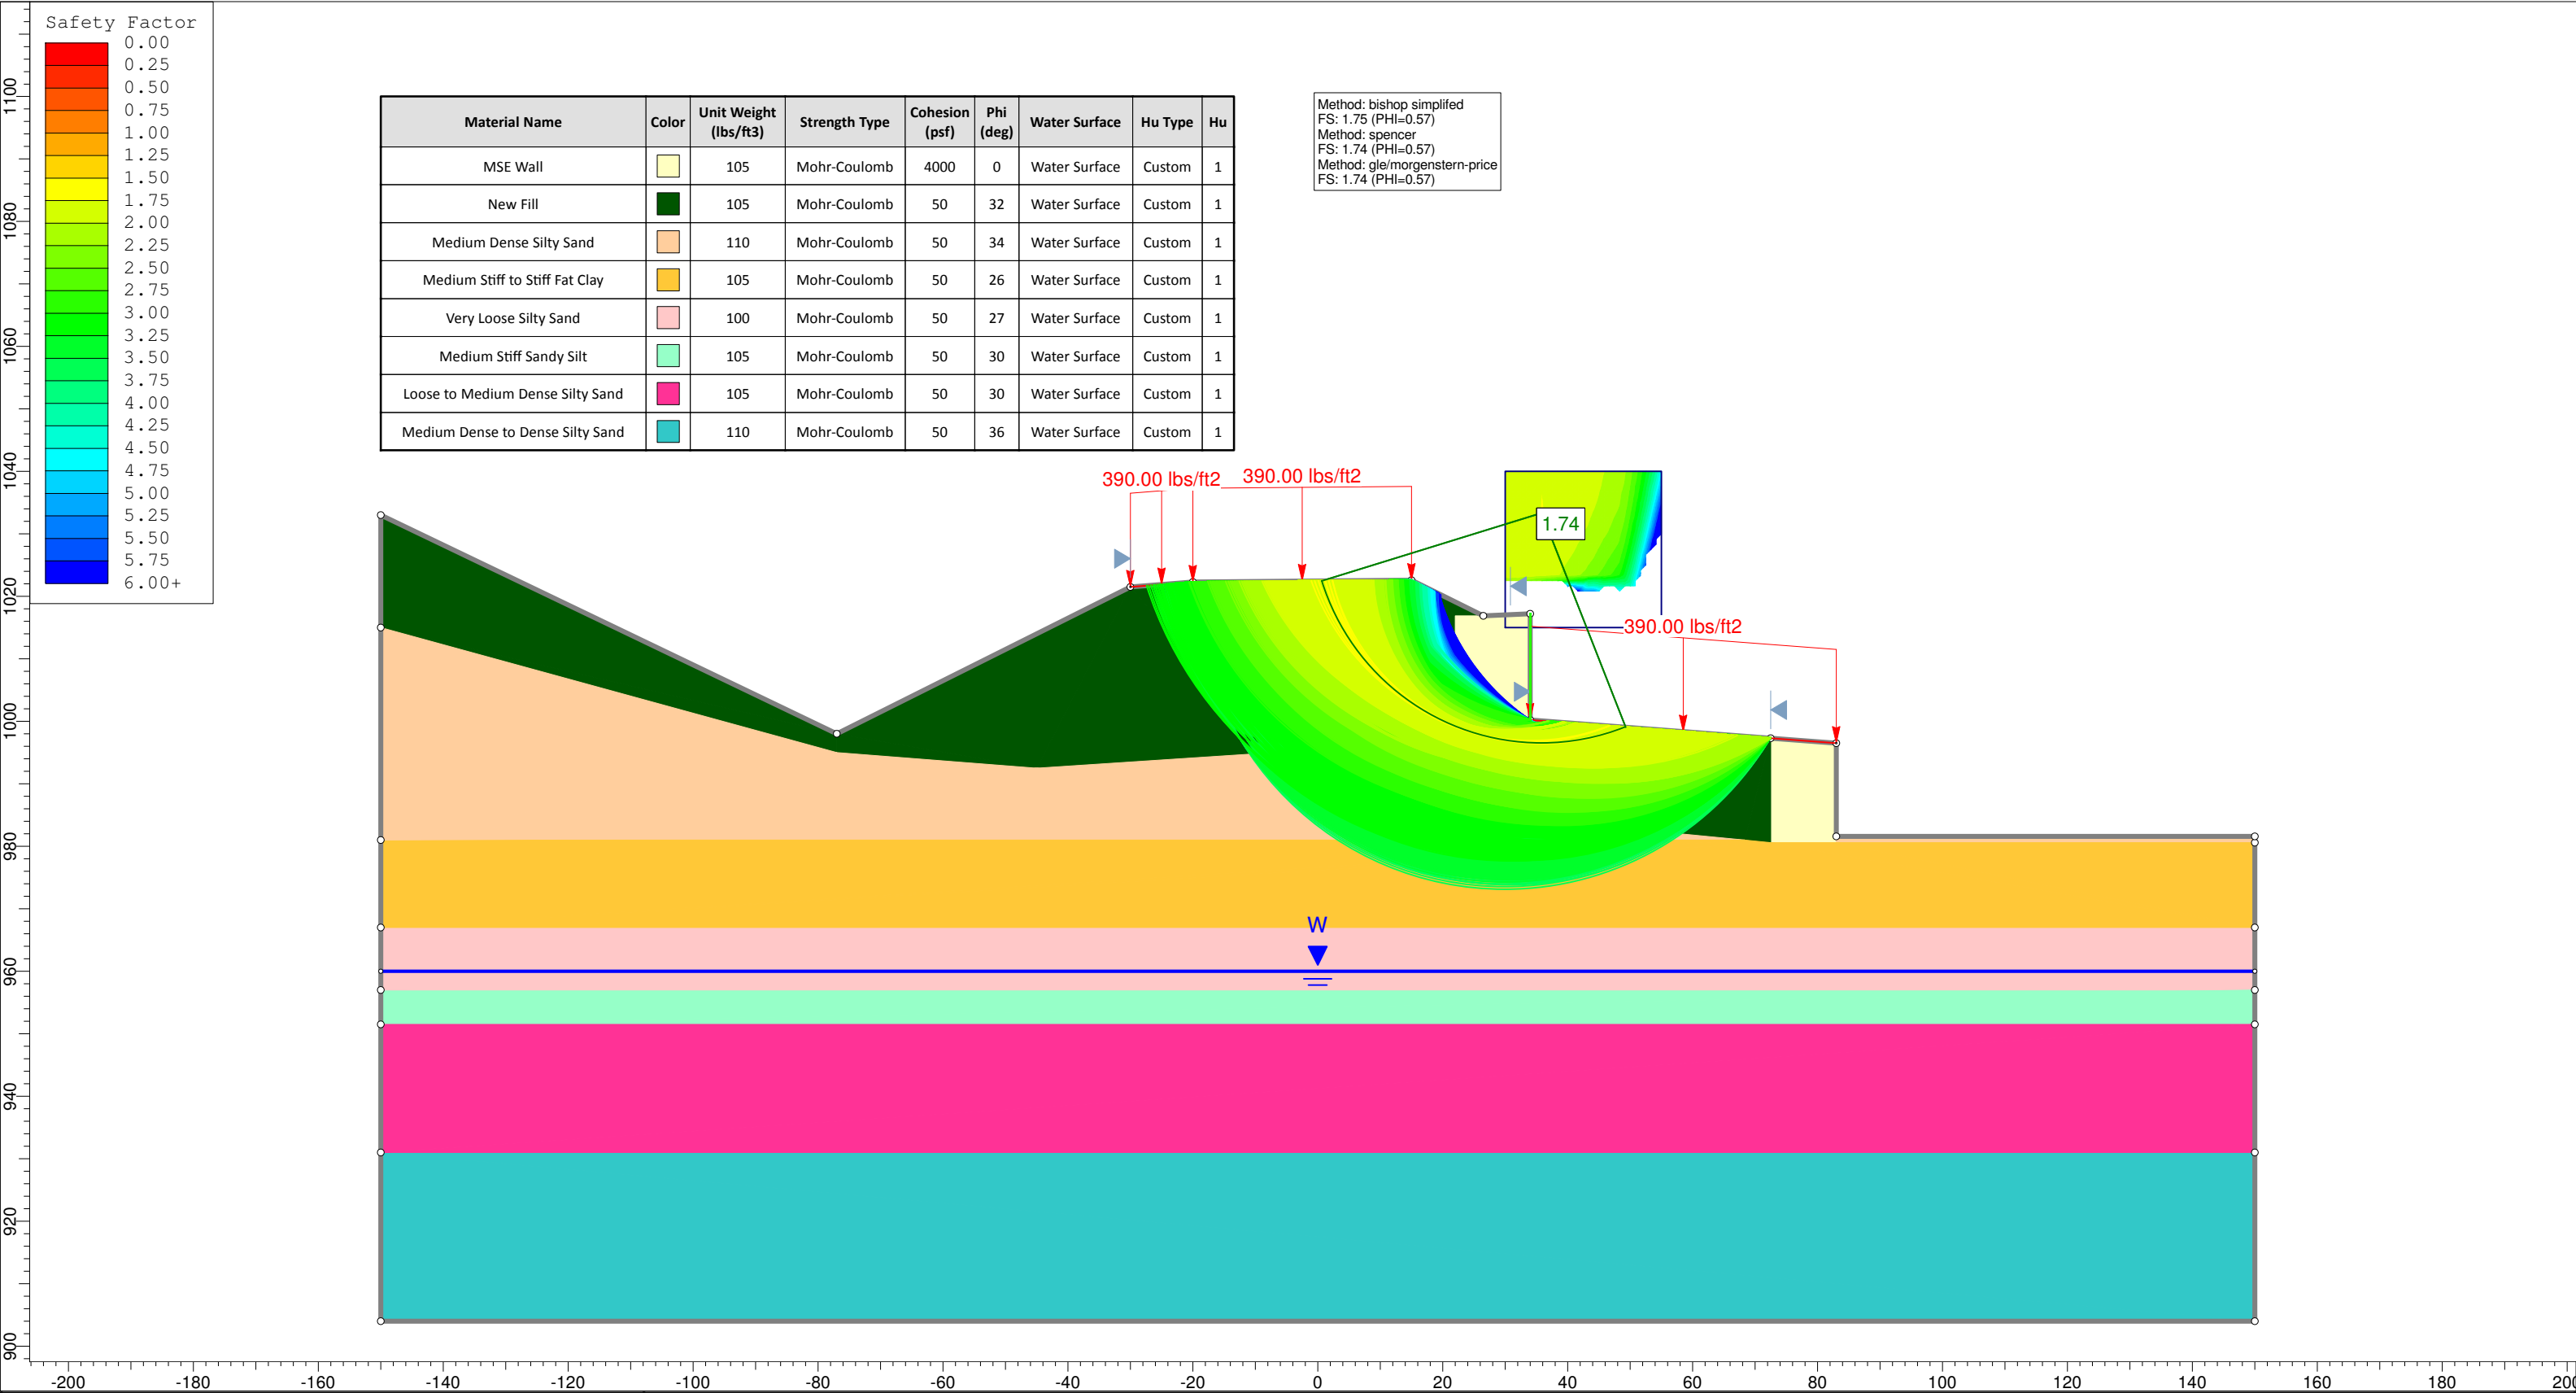 Safety Factor
0.00
0.25
0.50
0.75
1.00
1.25
1.50
1.75
2.00
2.25
2.50
2.75
3.00
3.25
3.50
3.75
4.00
4.25
4.50
4.75
5.00
5.25
5.50
5.75
6.00+
Material Name Color Unit Weight (lbs/ft3) Strength Type Cohesion (psf) Phi (deg) Water Surface Hu Type Hu
MSE Wall 105 Mohr-Coulomb 4000 0 Water Surface Custom 1
New Fill 105 Mohr-Coulomb 50 32 Water Surface Custom 1
Medium Dense Silty Sand 110 Mohr-Coulomb 50 34 Water Surface Custom 1
Medium Stiff to Stiff Fat Clay 105 Mohr-Coulomb 50 26 Water Surface Custom 1
Very Loose Silty Sand 100 Mohr-Coulomb 50 27 Water Surface Custom 1
Medium Stiff Sandy Silt 105 Mohr-Coulomb 50 30 Water Surface Custom 1
Loose to Medium Dense Silty Sand 105 Mohr-Coulomb 50 30 Water Surface Custom 1
Medium Dense to Dense Silty Sand 110 Mohr-Coulomb 50 36 Water Surface Custom 1
Method: bishop simplifed
FS: 1.75 (PHI=0.57)
Method: spencer
FS: 1.74 (PHI=0.57)
Method: gle/morgenstern-price
FS: 1.74 (PHI=0.57)
390.00 lbs/ft2 390.00 lbs/ft2
1.74
390.00 lbs/ft2
W
1100
1080
1060
1040
1020
1000
980
960
940
920
900
-200 -180 -160 -140 -120 -100 -80 -60 -40 -20 0 20 40 60 80 100 120 140 160 180 200